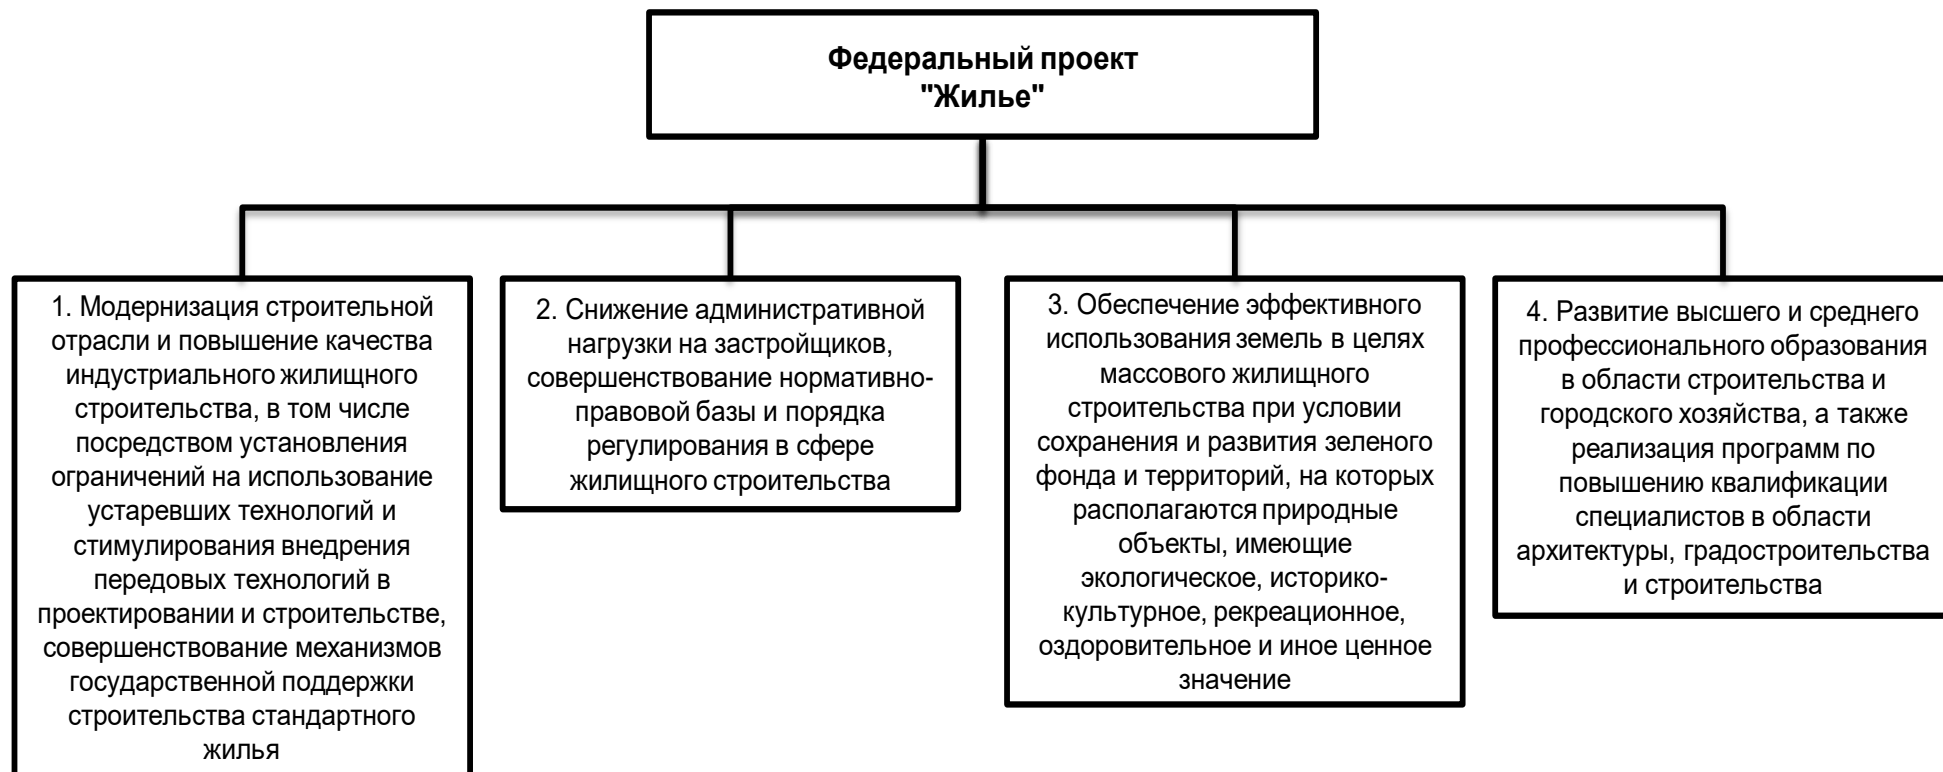 Федеральный проект
"Жилье"
1. Модернизация строительной
отрасли и повышение качества
индустриального жилищного
строительства, в том числе
посредством установления
ограничений на использование
устаревших технологий и
стимулирования внедрения
передовых технологий в
проектировании и строительстве,
совершенствование механизмов
государственной поддержки
строительства стандартного
жилья
2. Снижение административной
нагрузки на застройщиков,
совершенствование нормативно-
правовой базы и порядка
регулирования в сфере
жилищного строительства
3. Обеспечение эффективного
использования земель в целях
массового жилищного
строительства при условии
сохранения и развития зеленого
фонда и территорий, на которых
располагаются природные
объекты, имеющие
экологическое, историко-
культурное, рекреационное,
оздоровительное и иное ценное
значение
4. Развитие высшего и среднего
профессионального образования
в области строительства и
городского хозяйства, а также
реализация программ по
повышению квалификации
специалистов в области
архитектуры, градостроительства
и строительства